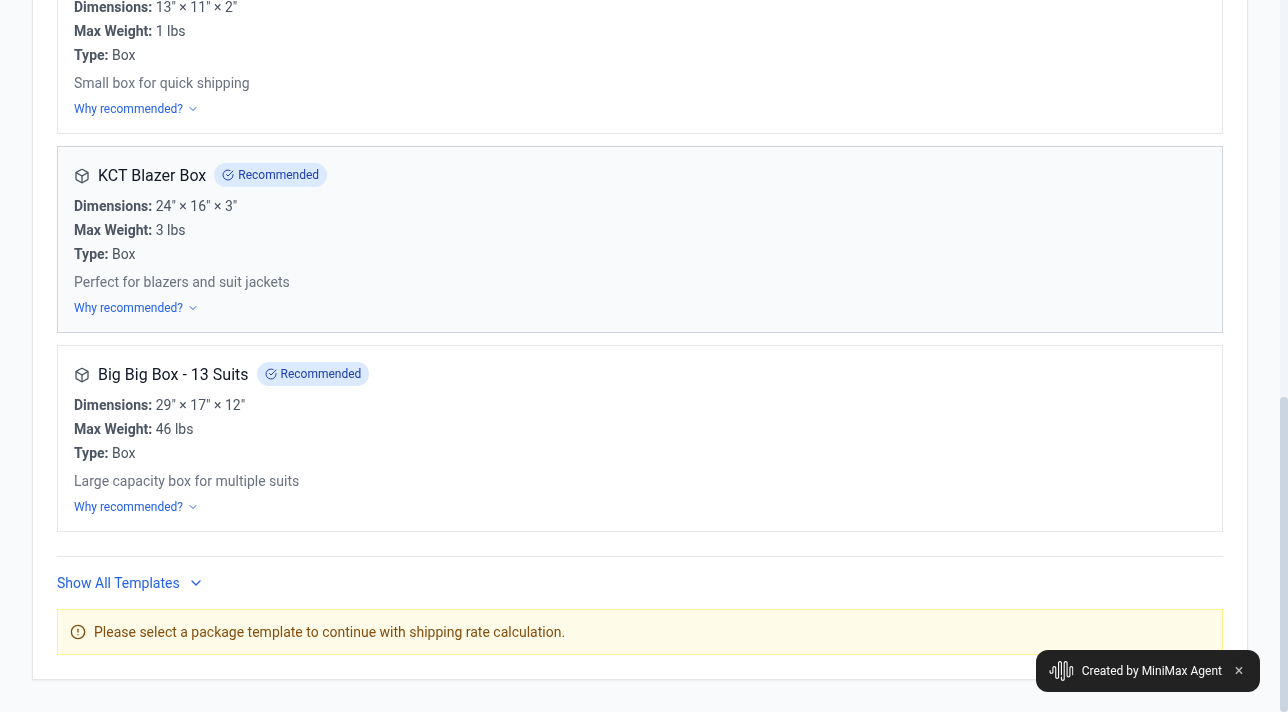 Dimensions: 13" × 11" × 2"
Max Weight: 1 lbs
Type: Box
Small box for quick shipping
Why recommended?
KCT Blazer Box Recommended
Dimensions: 24" × 16" × 3"
Max Weight: 3 lbs
Type: Box
Perfect for blazers and suit jackets
Why recommended?
Big Big Box - 13 Suits Recommended
Dimensions: 29" × 17" × 12"
Max Weight: 46 lbs
Type: Box
Large capacity box for multiple suits
Why recommended?
Show All Templates
Please select a package template to continue with shipping rate calculation.
Created by MiniMax Agent ×